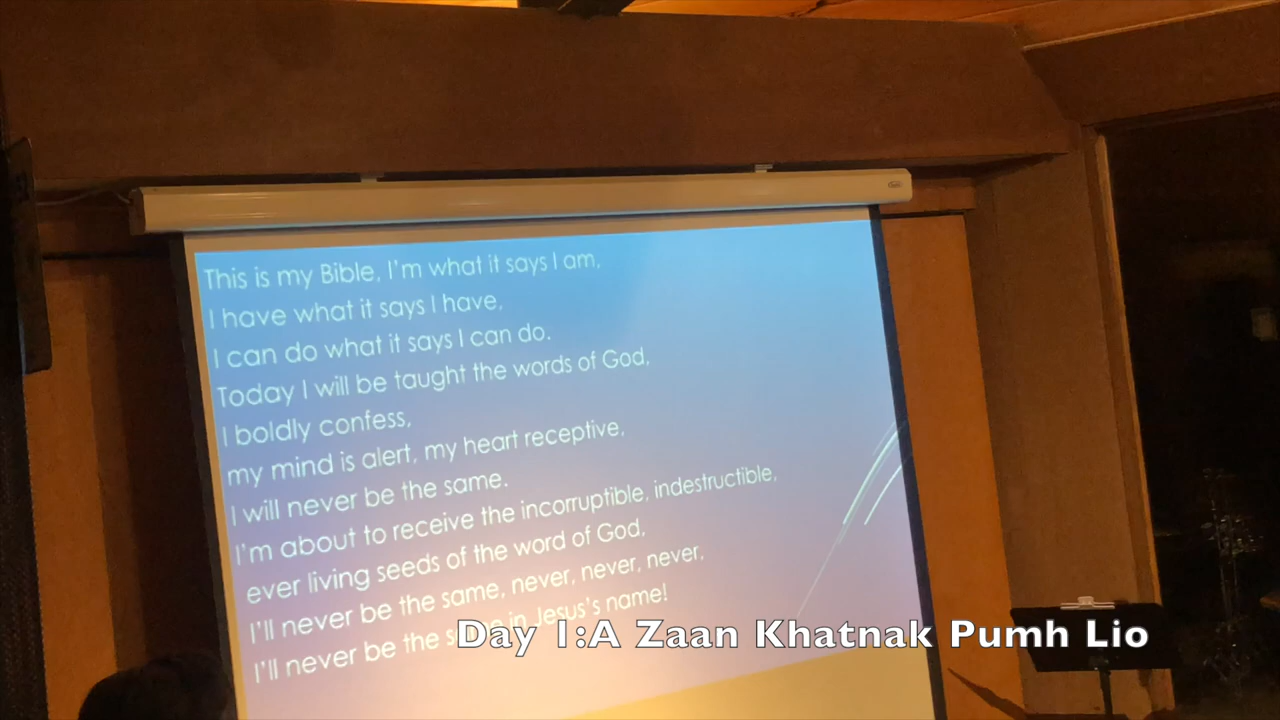 This is my Bible, I'm what it says I am,
I have what it says I have,
I can do what it says I can do.
Today I will be taught the words of God,
I boldly confess,
my mind is alert, my heart receptive,
I will never be the same.
I'm about to receive the incorruptible, indestructible,
ever living seeds of the word of God,
I'll never be the same, never, never, never.
I'll never be the same in Jesus's name!
Day 1:A Zaan Khatnak Pumh Lio